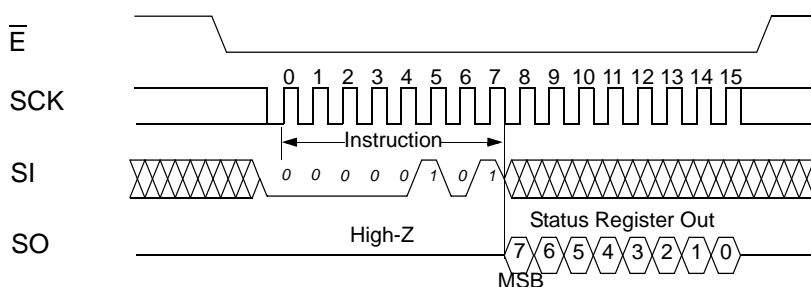 E
SCK
0 1 2 3 4 5 6 7 8 9 10 11 12 13 14 15
Instruction
SI
0 0 0 0 0 1 0 1
SO
High-Z
Status Register Out
7 6 5 4 3 2 1 0
MSB